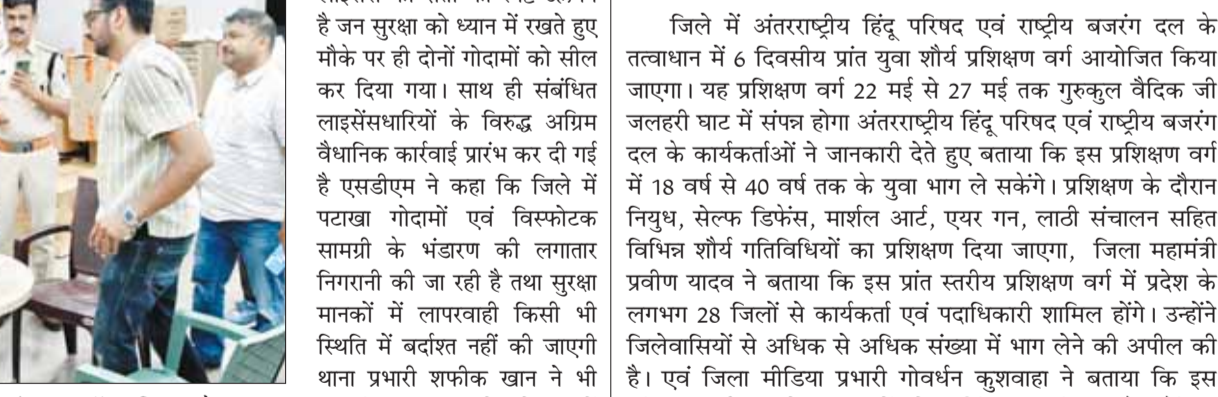 है जन सुरक्षा को ध्यान में रखते हुए
मौके पर ही दोनों गोदामों को सील
कर दिया गया। साथ ही संबंधित
लाइसेंसधारियों के विरुद्ध अग्रिम
वैधानिक कार्रवाई प्रारंभ कर दी गई
है एसडीएम ने कहा कि जिले में
पटाखा गोदामों एवं विस्फोटक
सामग्री के भंडारण की लगातार
निगरानी की जा रही है तथा सुरक्षा
मानकों में लापरवाही किसी भी
स्थिति में बर्दाश्त नहीं की जाएगी
थाना प्रभारी शफीक खान ने भी
जिले में अंतरराष्ट्रीय हिंदू परिषद एवं राष्ट्रीय बजरंग दल के
तत्वाधान में 6 दिवसीय प्रांत युवा शौर्य प्रशिक्षण वर्ग आयोजित किया
जाएगा। यह प्रशिक्षण वर्ग 22 मई से 27 मई तक गुरुकुल वैदिक जी
जलहरी घाट में संपन्न होगा अंतरराष्ट्रीय हिंदू परिषद एवं राष्ट्रीय बजरंग
दल के कार्यकर्ताओं ने जानकारी देते हुए बताया कि इस प्रशिक्षण वर्ग
में 18 वर्ष से 40 वर्ष तक के युवा भाग ले सकेंगे। प्रशिक्षण के दौरान
नियुध, सेल्फ डिफेंस, मार्शल आर्ट, एयर गन, लाठी संचालन सहित
विभिन्न शौर्य गतिविधियों का प्रशिक्षण दिया जाएगा, जिला महामंत्री
प्रवीण यादव ने बताया कि इस प्रांत स्तरीय प्रशिक्षण वर्ग में प्रदेश के
लगभग 28 जिलों से कार्यकर्ता एवं पदाधिकारी शामिल होंगे। उन्होंने
जिलेवासियों से अधिक से अधिक संख्या में भाग लेने की अपील की
है। एवं जिला मीडिया प्रभारी गोवर्धन कुशवाहा ने बताया कि इस